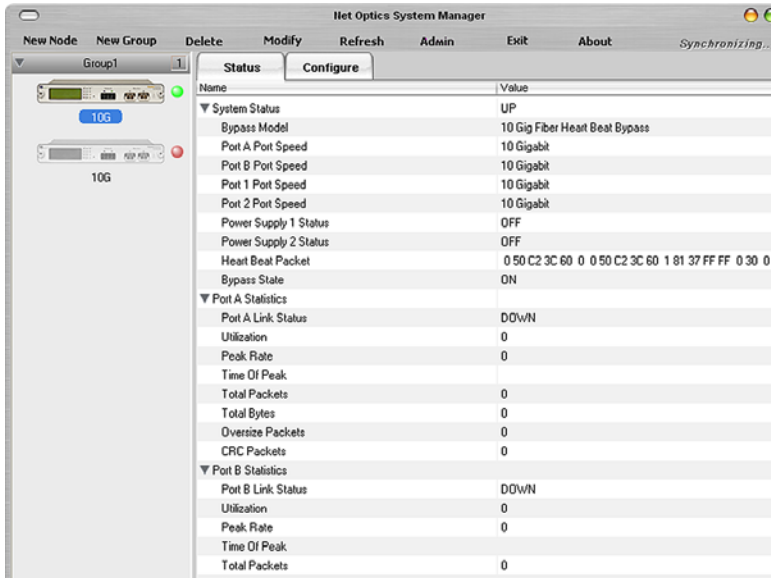 Net Optics System Manager
New Node New Group Delete Modify Refresh Admin Exit About Synchronizing...
Group1 1
10G
10G
Status Configure
Name Value
System Status UP
Bypass Model 10 Gig Fiber Heart Beat Bypass
Port A Port Speed 10 Gigabit
Port B Port Speed 10 Gigabit
Port 1 Port Speed 10 Gigabit
Port 2 Port Speed 10 Gigabit
Power Supply 1 Status OFF
Power Supply 2 Status OFF
Heart Beat Packet 0 50 C2 3C 60 0 0 50 C2 3C 60 1 81 37 FF FF 0 30 0
Bypass State ON
Port A Statistics
Port A Link Status DOWN
Utilization 0
Peak Rate 0
Time Of Peak
Total Packets 0
Total Bytes 0
Oversize Packets 0
CRC Packets 0
Port B Statistics
Port B Link Status DOWN
Utilization 0
Peak Rate 0
Time Of Peak
Total Packets 0